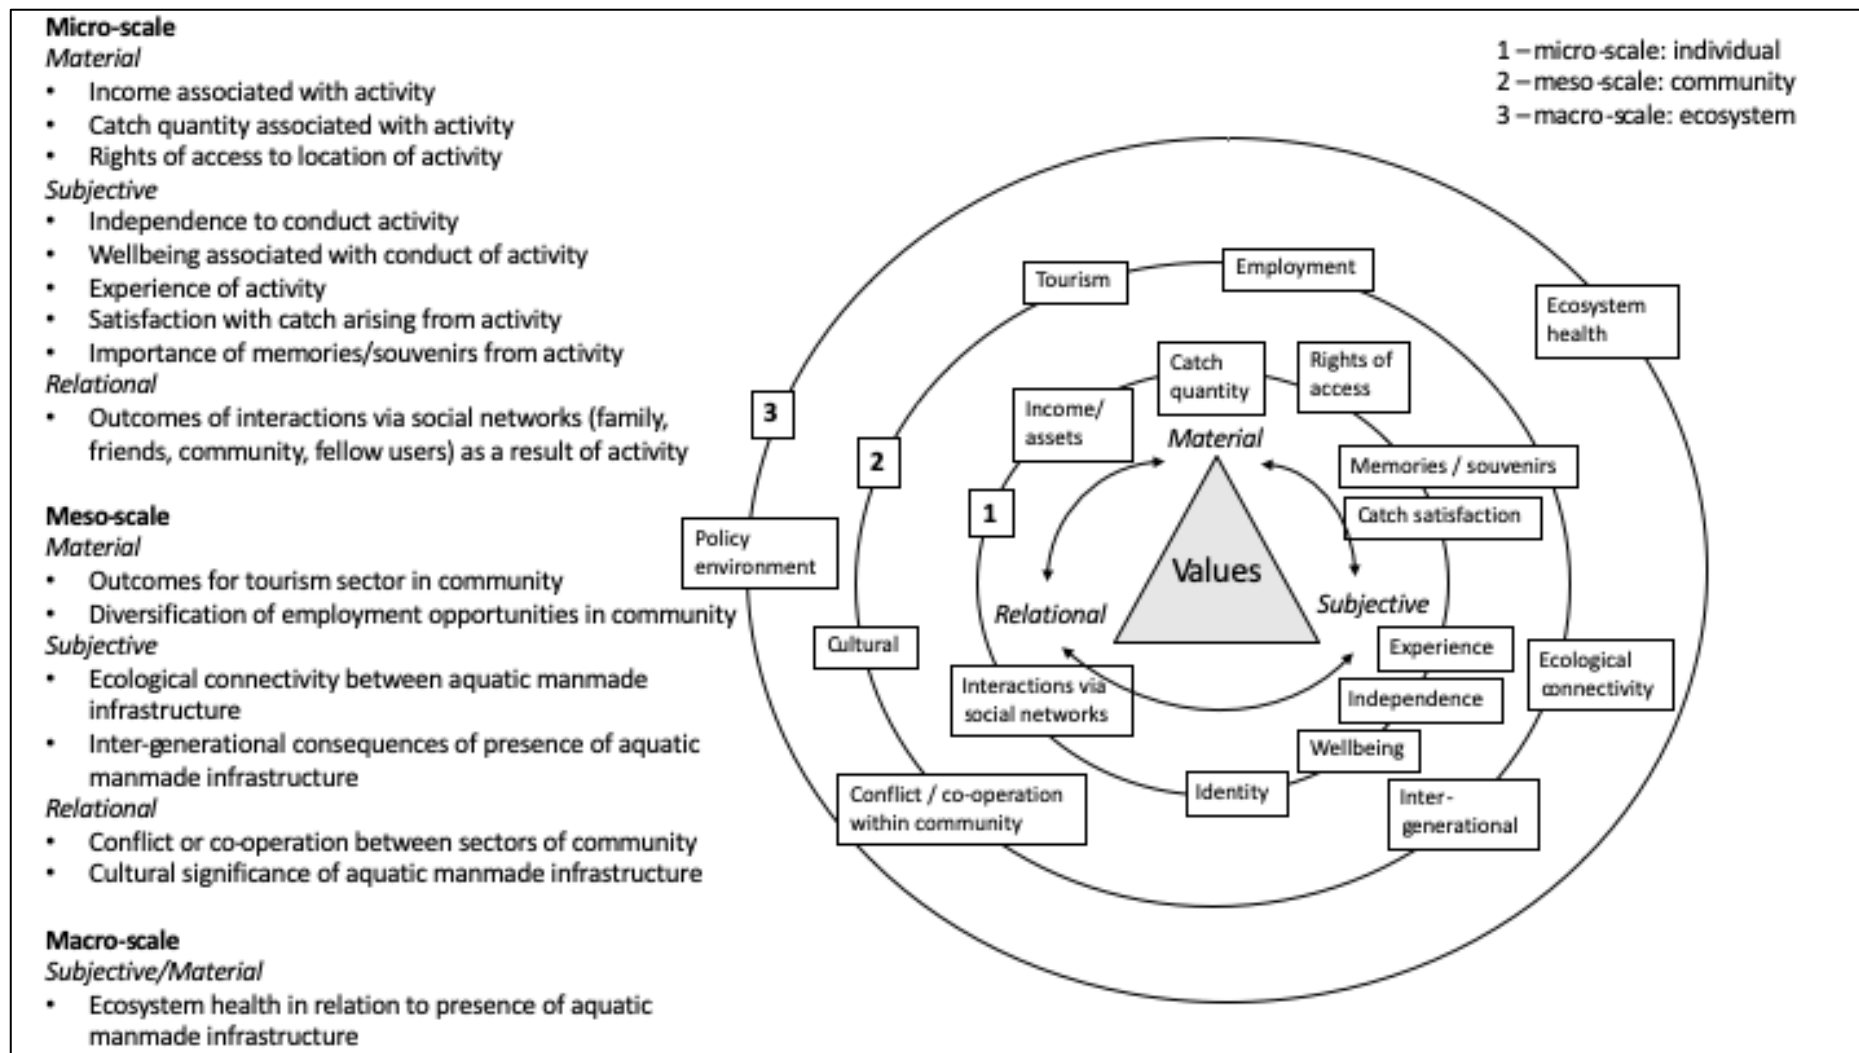 Micro-scale
Material
• Income associated with activity
• Catch quantity associated with activity
• Rights of access to location of activity
Subjective
• Independence to conduct activity
• Wellbeing associated with conduct of activity
• Experience of activity
• Satisfaction with catch arising from activity
• Importance of memories/souvenirs from activity
Relational
• Outcomes of interactions via social networks (family,
friends, community, fellow users) as a result of activity
Meso-scale
Material
• Outcomes for tourism sector in community
• Diversification of employment opportunities in community
Subjective
• Ecological connectivity between aquatic manmade
infrastructure
• Inter-generational consequences of presence of aquatic
manmade infrastructure
Relational
• Conflict or co-operation between sectors of community
• Cultural significance of aquatic manmade infrastructure
Macro-scale
Subjective/Material
• Ecosystem health in relation to presence of aquatic
manmade infrastructure
1 – micro-scale: individual
2 – meso-scale: community
3 – macro-scale: ecosystem
Tourism
Employment
Ecosystem
health
Catch
quantity
Rights of
access
Income/
assets
3
Material
2
Memories / souvenirs
1
Catch satisfaction
Policy
environment
Values
Relational
Subjective
Cultural
Experience
Ecological
connectivity
Interactions via
social networks
Independence
Wellbeing
Identity
Conflict / co-operation
within community
Inter-
generational